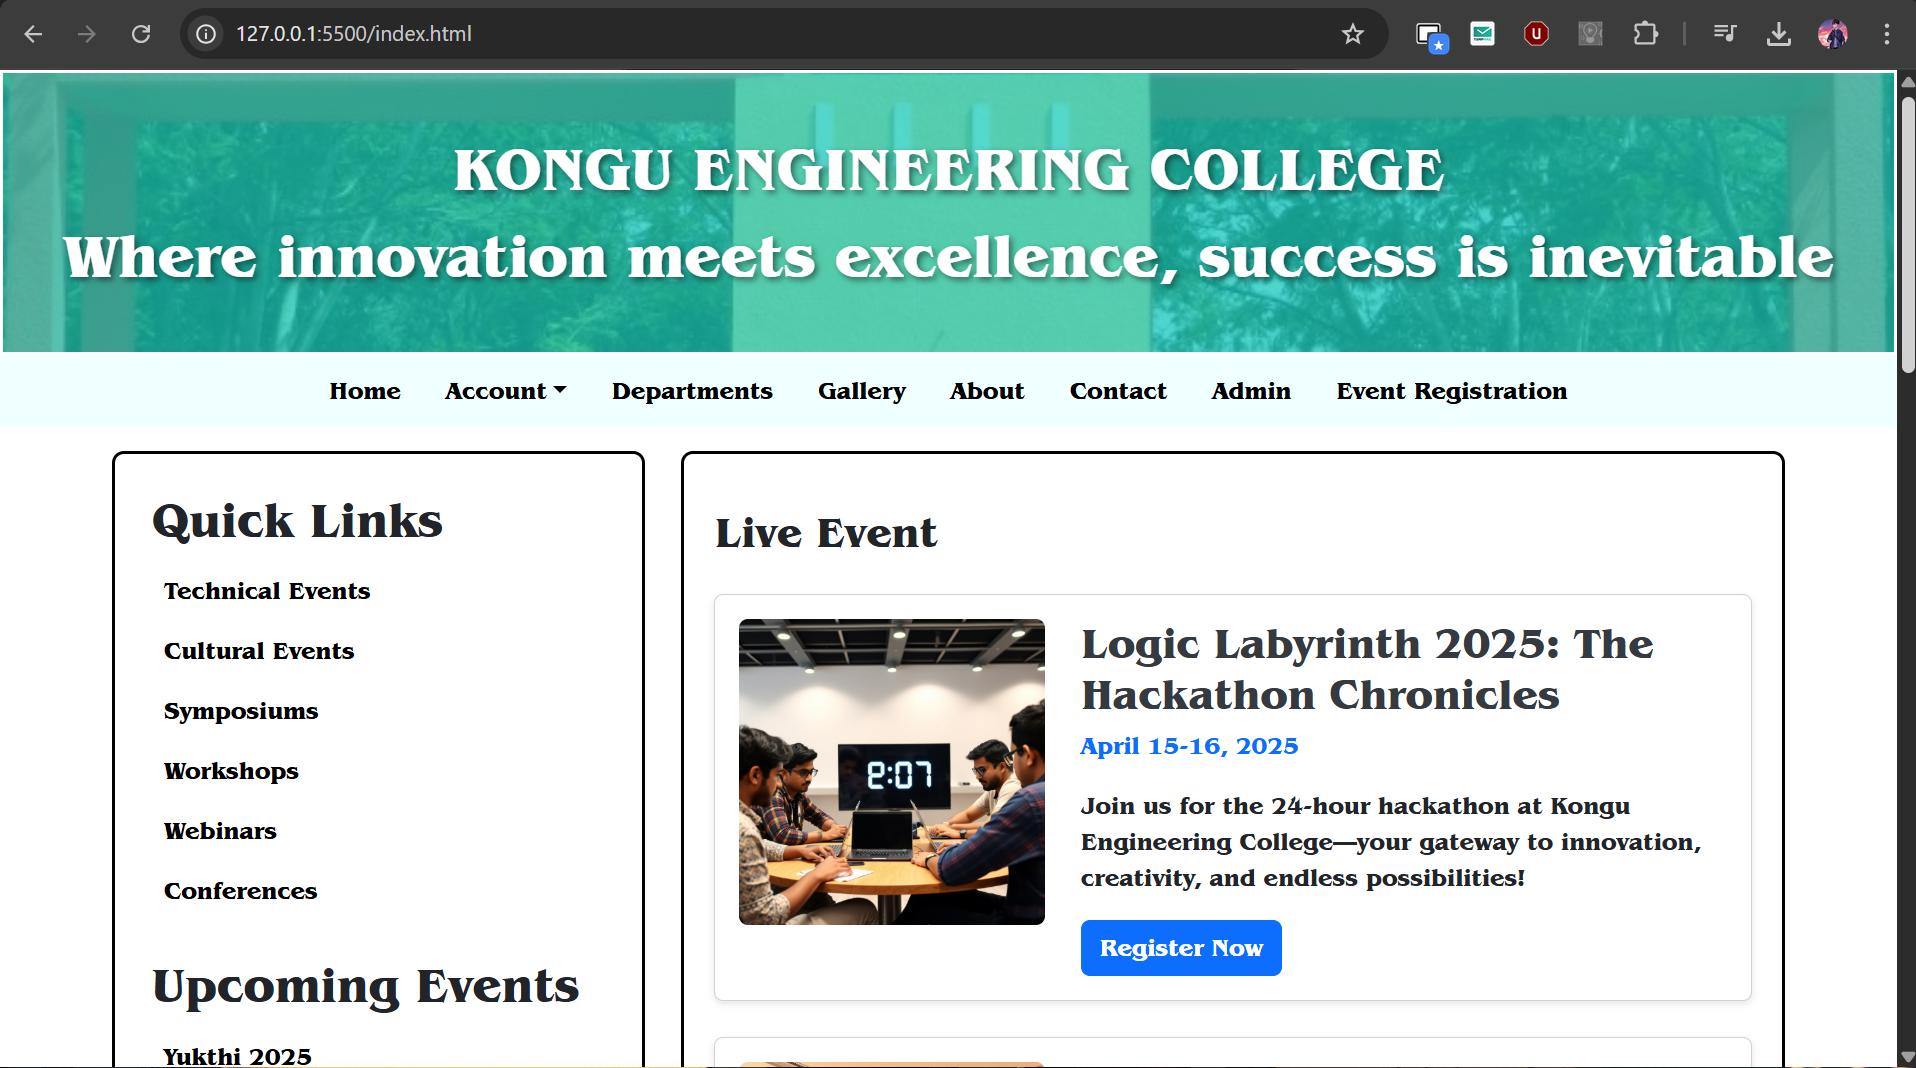 127.0.0.1:5500/index.html
KONGU ENGINEERING COLLEGE
Where innovation meets excellence, success is inevitable
Home Account Departments Gallery About Contact Admin Event Registration
Quick Links
Technical Events
Cultural Events
Symposiums
Workshops
Webinars
Conferences
Upcoming Events
Yukthi 2025
Live Event
9:07
Logic Labyrinth 2025: The
Hackathon Chronicles
April 15-16, 2025
Join us for the 24-hour hackathon at Kongu
Engineering College—your gateway to innovation,
creativity, and endless possibilities!
Register Now